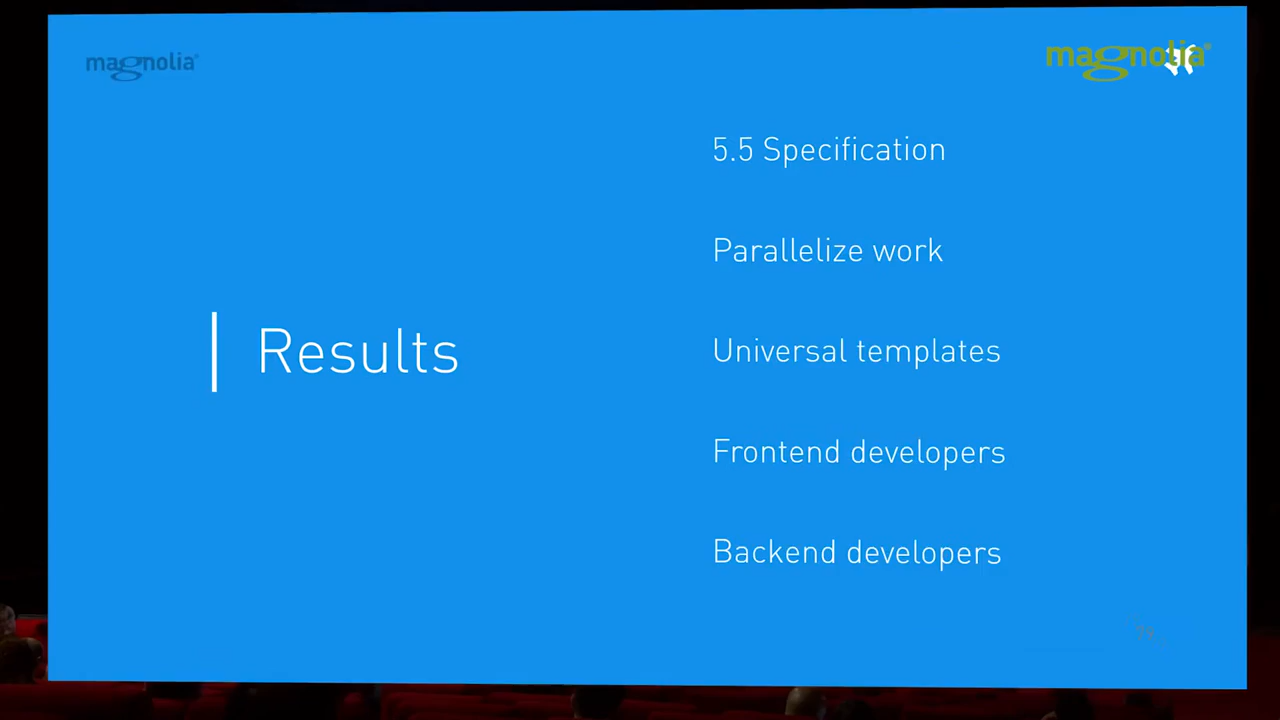 magnolia
magnolia
5.5 Specification
Parallelize work
Universal templates
Results
Frontend developers
Backend developers